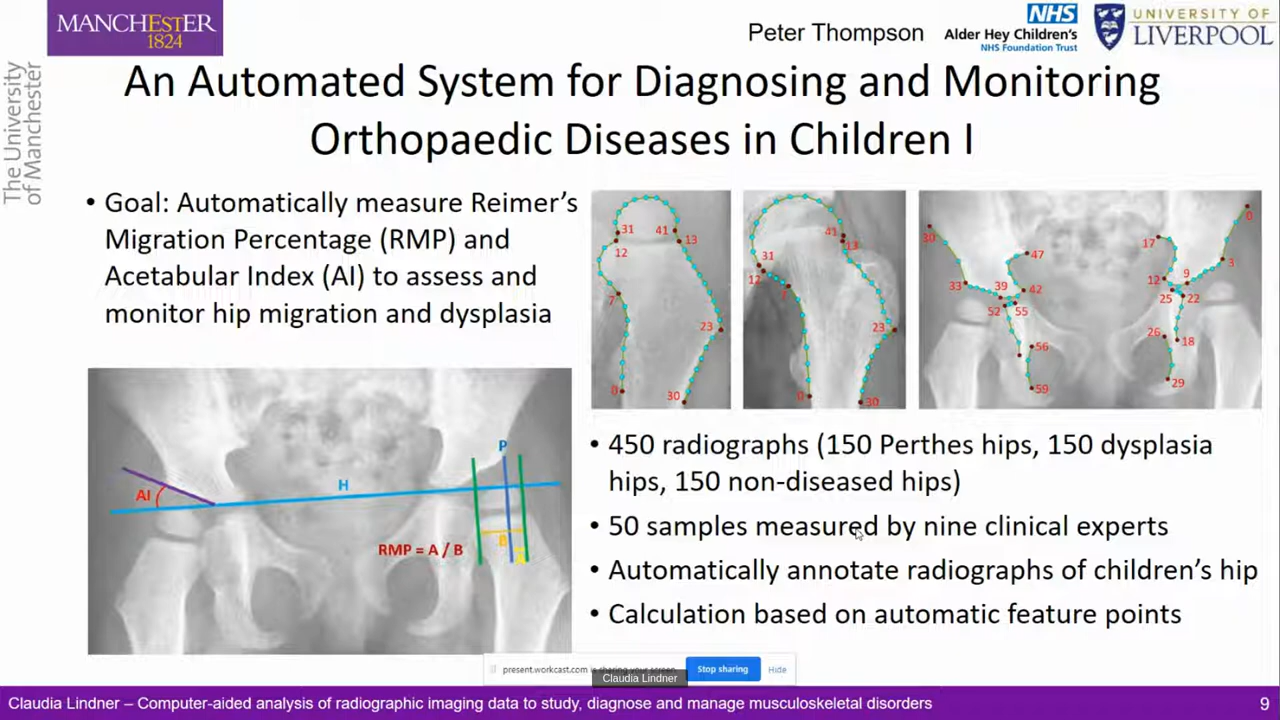 MANCHESTER
1824
The University
of Manchester
Peter Thompson
NHS
Alder Hey Children's
NHS Foundation Trust
UNIVERSITY OF
LIVERPOOL
An Automated System for Diagnosing and Monitoring
Orthopaedic Diseases in Children I
• Goal: Automatically measure Reimer's
Migration Percentage (RMP) and
Acetabular Index (AI) to assess and
monitor hip migration and dysplasia
31 41
12 13
7
23
0
30
41
13
31
12
7
23
0
30
30
47
33
39
42
52
55
56
59
0
17
3
9
12
25
22
26
18
29
P
AI
H
B
RMP = A / B
• 450 radiographs (150 Perthes hips, 150 dysplasia
hips, 150 non-diseased hips)
• 50 samples measured by nine clinical experts
• Automatically annotate radiographs of children's hip
• Calculation based on automatic feature points
present.workcast.com is sharing your screen.
Stop sharing
Hide
Claudia Lindner
Claudia Lindner – Computer-aided analysis of radiographic imaging data to study, diagnose and manage musculoskeletal disorders
9